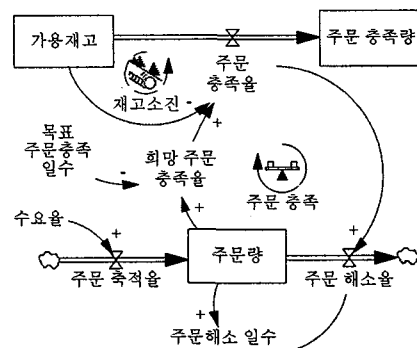 가용재고
주문 충족량
주문
충족율
재고소진 -
+
목표
주문충족
일수
-
희망 주문
충족율
주문 충족
수요율
+
+
+
주문량
주문 축적율
주문 해소율
+
주문해소 일수